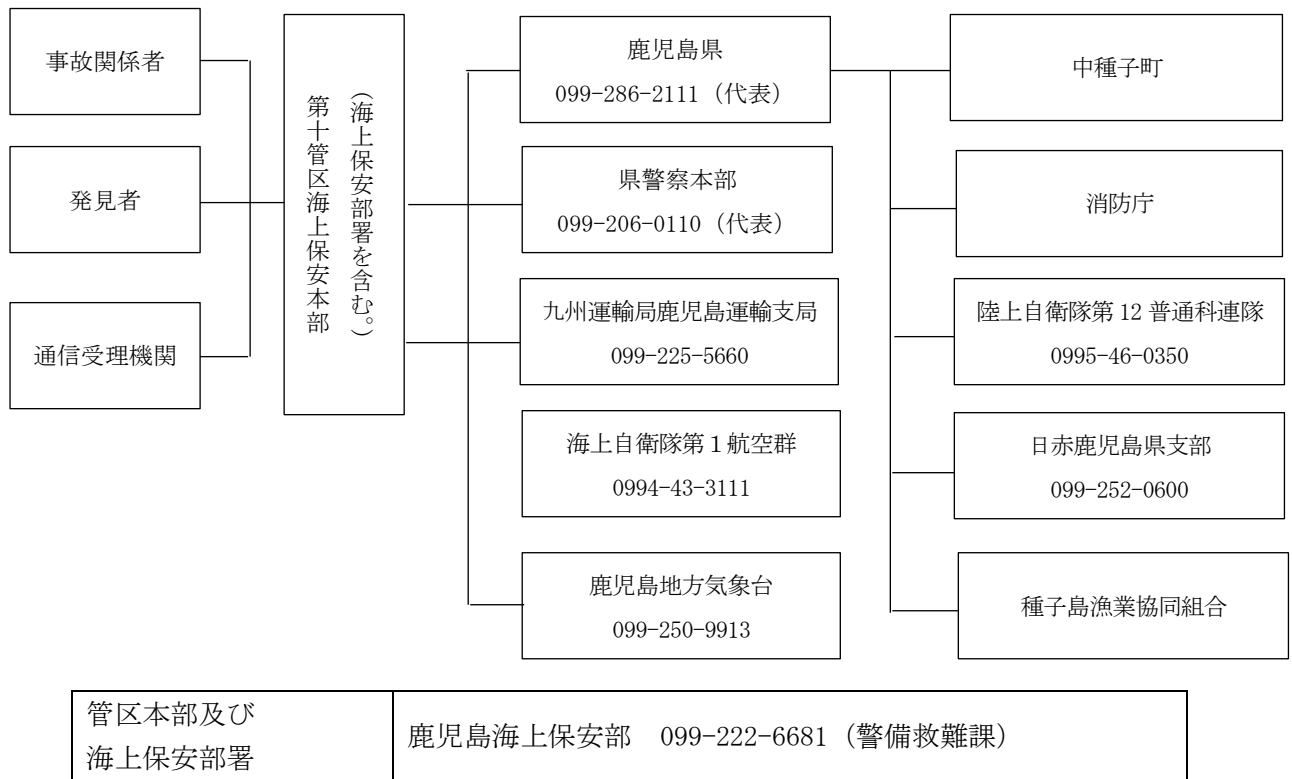 事故関係者
発見者
通信受理機関
(海上保安部署を含む。)
第十管区海上保安本部
鹿児島県
099-286-2111（代表）
県警察本部
099-206-0110（代表）
九州運輸局鹿児島運輸支局
099-225-5660
海上自衛隊第１航空群
0994-43-3111
鹿児島地方気象台
099-250-9913
中種子町
消防庁
陸上自衛隊第 12 普通科連隊
0995-46-0350
日赤鹿児島県支部
099-252-0600
種子島漁業協同組合
管区本部及び
海上保安部署
鹿児島海上保安部　099-222-6681（警備救難課）